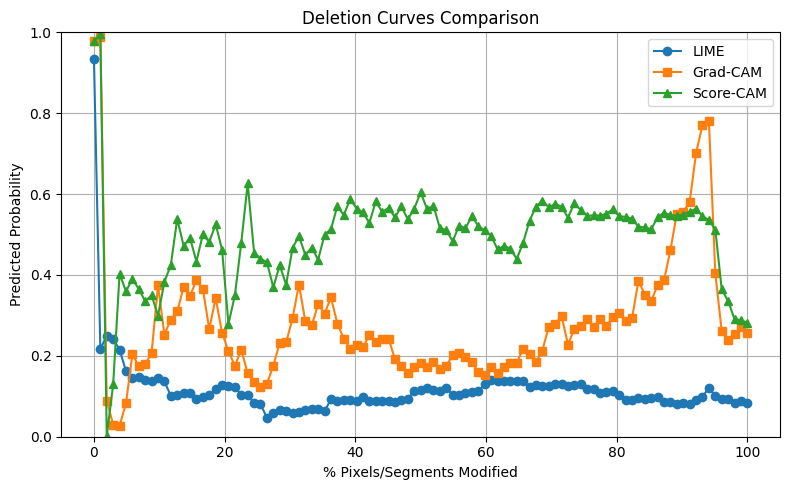 Deletion Curves Comparison
1.0
0.8
0.6
0.4
0.2
0.0
Predicted Probability
LIME
Grad-CAM
Score-CAM
0 20 40 60 80 100
% Pixels/Segments Modified